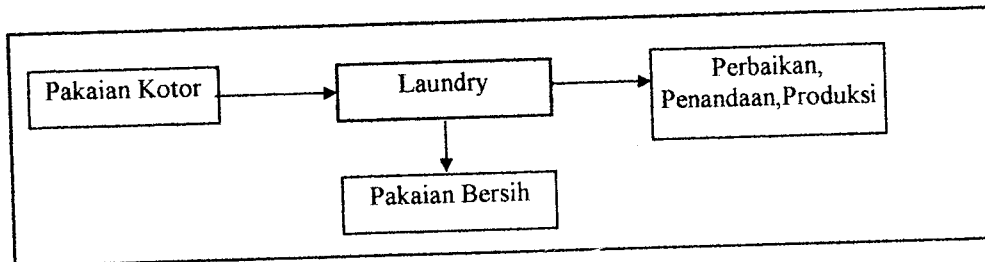 Pakaian Kotor
Laundry
Perbaikan,
Penandaan,Produksi
Pakaian Bersih